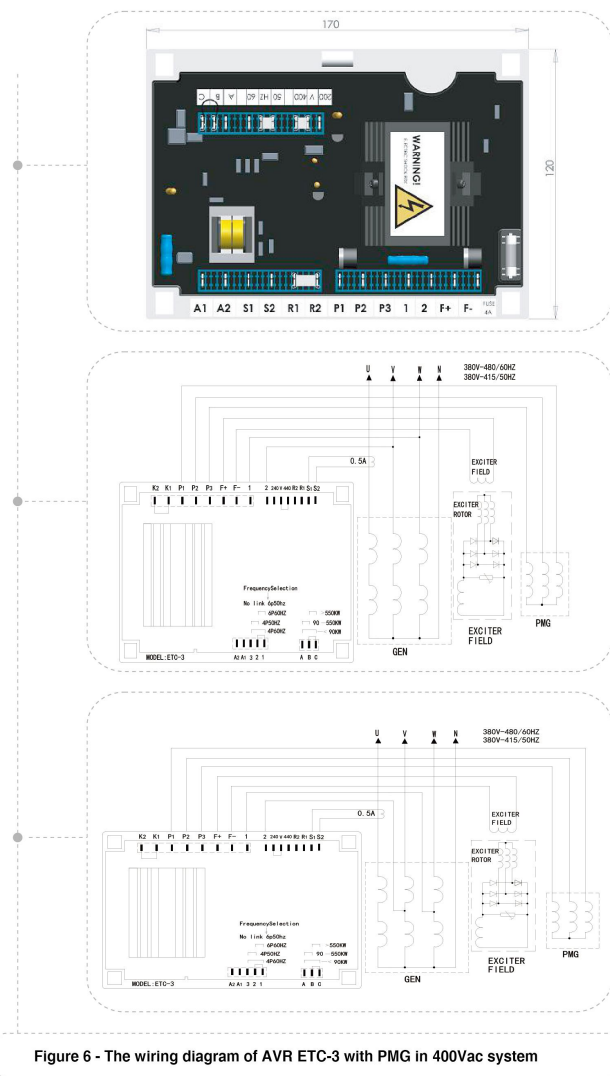 170
C B A 60 HZ 50 400 V 200
WARNING!
120
A1 A2 S1 S2 R1 R2 P1 P2 P3 1 2 F+ F- FUSE 4A
U V W N 380V-480/60HZ
380V-415/50HZ
0.5A
EXCITER
FIELD
K2 K1 P1 P2 P3 F+ F- 1 2 240 V 440 R2 R1 S1 S2
EXCITER
ROTOR
FrequencySelection
No link 6p50hz
6P60HZ 550KW
4P50HZ 90 550KW
4P60HZ 90KW
MODEL:ETC-3 A2 A1 3 2 1 A B C
GEN
EXCITER
FIELD
PMG
U V W N 380V-480/60HZ
380V-415/50HZ
0.5A
EXCITER
FIELD
K2 K1 P1 P2 P3 F+ F- 1 2 240 V 440 R2 R1 S1 S2
EXCITER
ROTOR
FrequencySelection
No link 6p50hz
6P60HZ 550KW
4P50HZ 90 550KW
4P60HZ 90KW
MODEL:ETC-3 A2 A1 3 2 1 A B C
GEN
EXCITER
FIELD
PMG
Figure 6 - The wiring diagram of AVR ETC-3 with PMG in 400Vac system